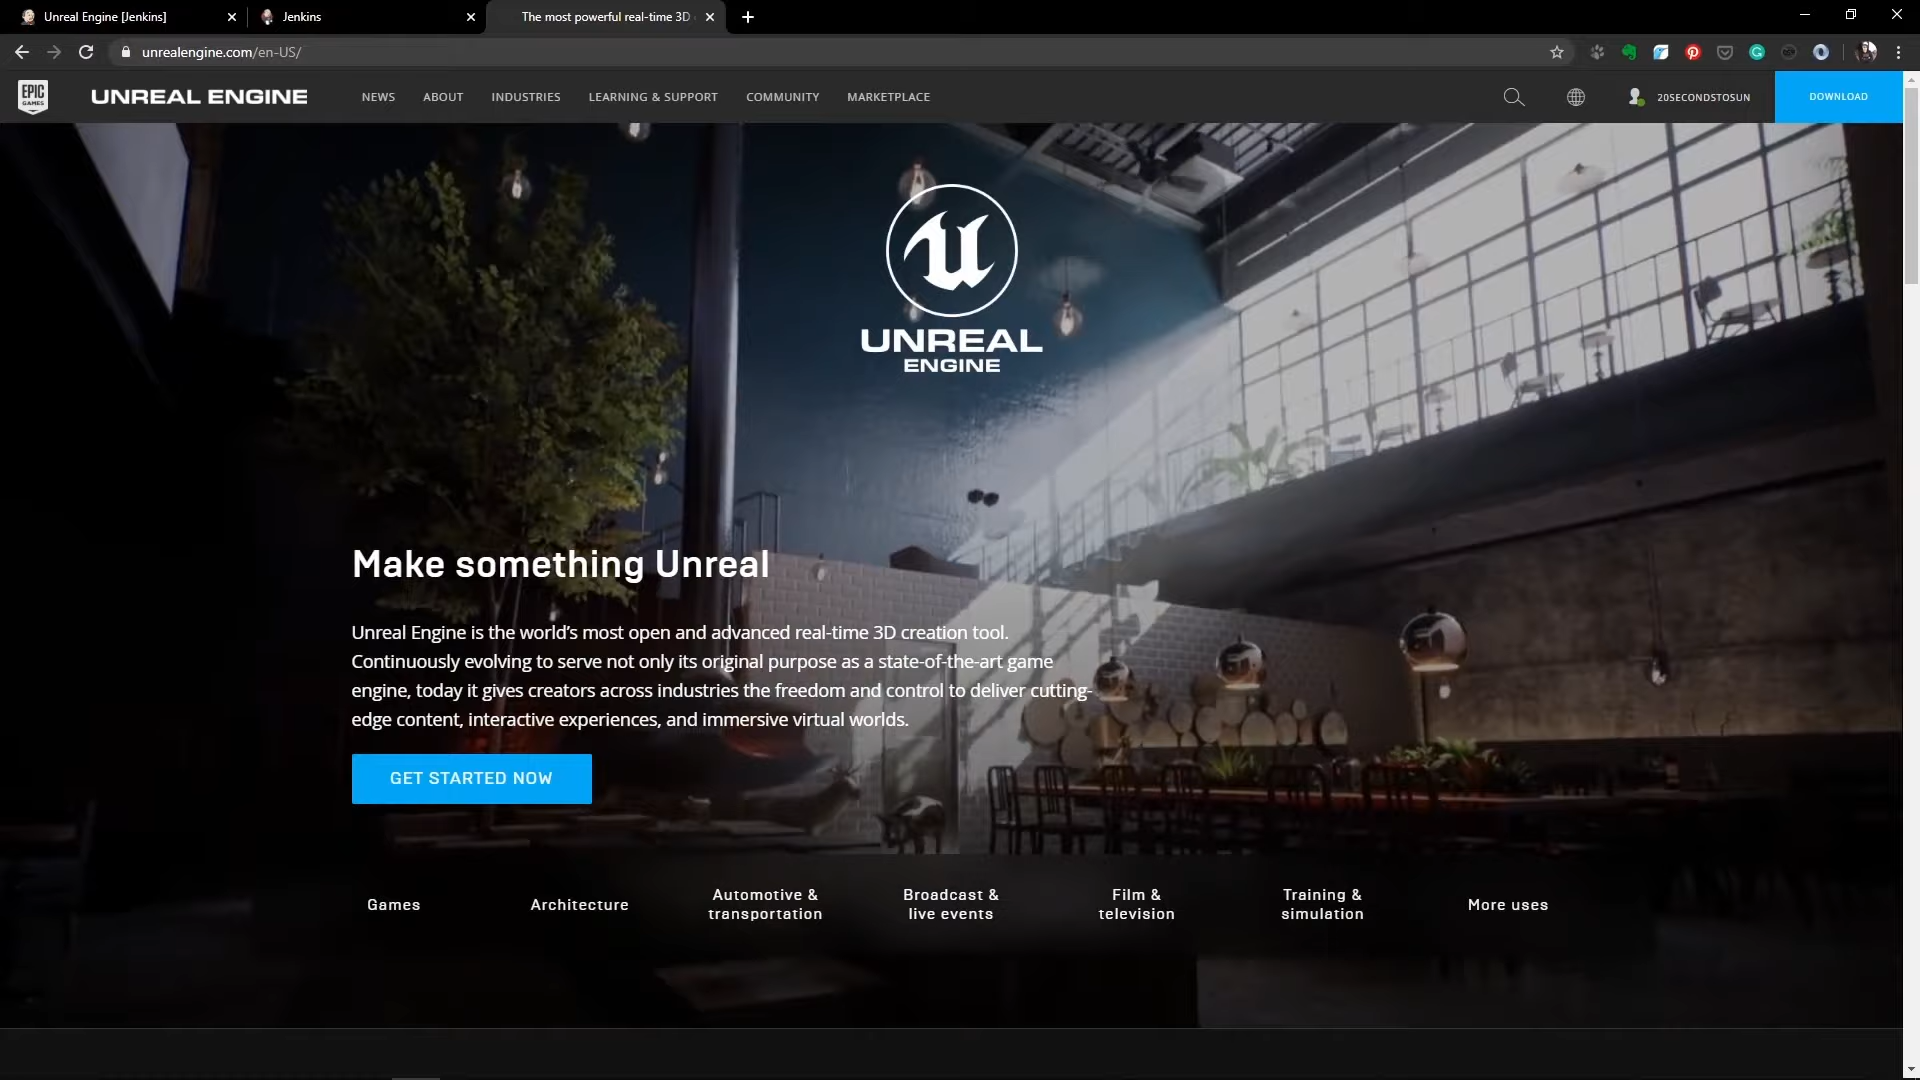 Unreal Engine [Jenkins]
Jenkins
The most powerful real-time 3D
unrealengine.com/en-US/
EPIC GAMES
UNREAL ENGINE
NEWS
ABOUT
INDUSTRIES
LEARNING & SUPPORT
COMMUNITY
MARKETPLACE
20SECONDSTOSUN
DOWNLOAD
UNREAL
ENGINE
Make something Unreal
Unreal Engine is the world’s most open and advanced real-time 3D creation tool.
Continuously evolving to serve not only its original purpose as a state-of-the-art game
engine, today it gives creators across industries the freedom and control to deliver cutting-
edge content, interactive experiences, and immersive virtual worlds.
GET STARTED NOW
Games
Architecture
Automotive &
transportation
Broadcast &
live events
Film &
television
Training &
simulation
More uses